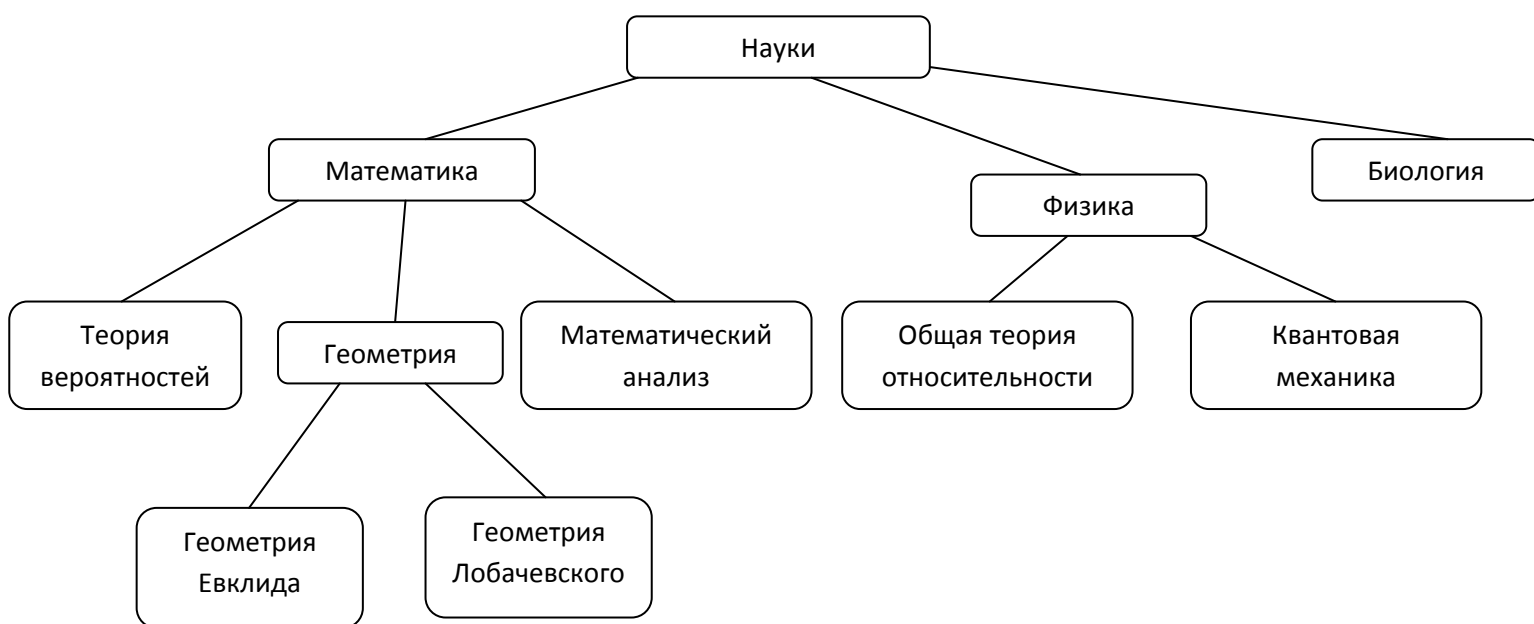 Науки
Математика
Биология
Физика
Теория
вероятностей
Геометрия
Математический
анализ
Общая теория
относительности
Квантовая
механика
Геометрия
Евклида
Геометрия
Лобачевского